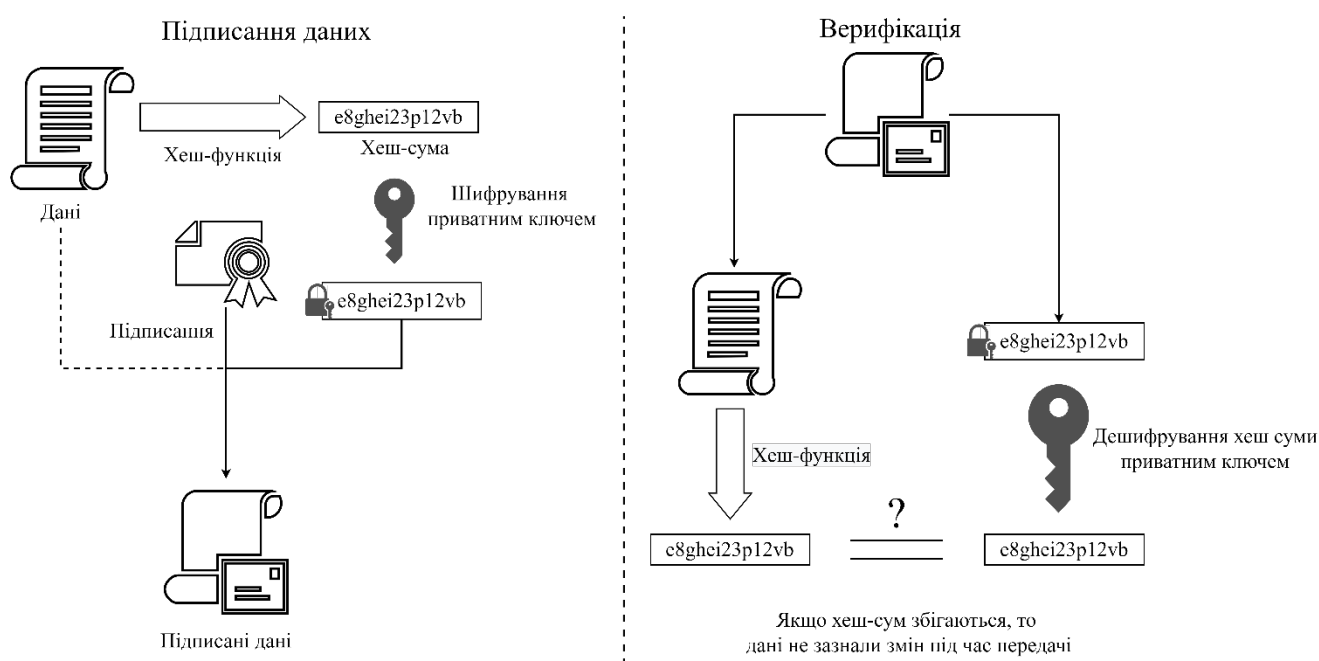 Підписання даних
e8ghei23p12vb
Хеш-функція
Хеш-сума
Дані
Шифрування
приватним ключем
e8ghei23p12vb
Підписання
Підписані дані
Верифікація
e8ghei23p12vb
Хеш-функція
Дешифрування хеш суми
приватним ключем
?
e8ghei23p12vb
e8ghei23p12vb
Якщо хеш-сум збігаються, то
дані не зазнали змін під час передачі